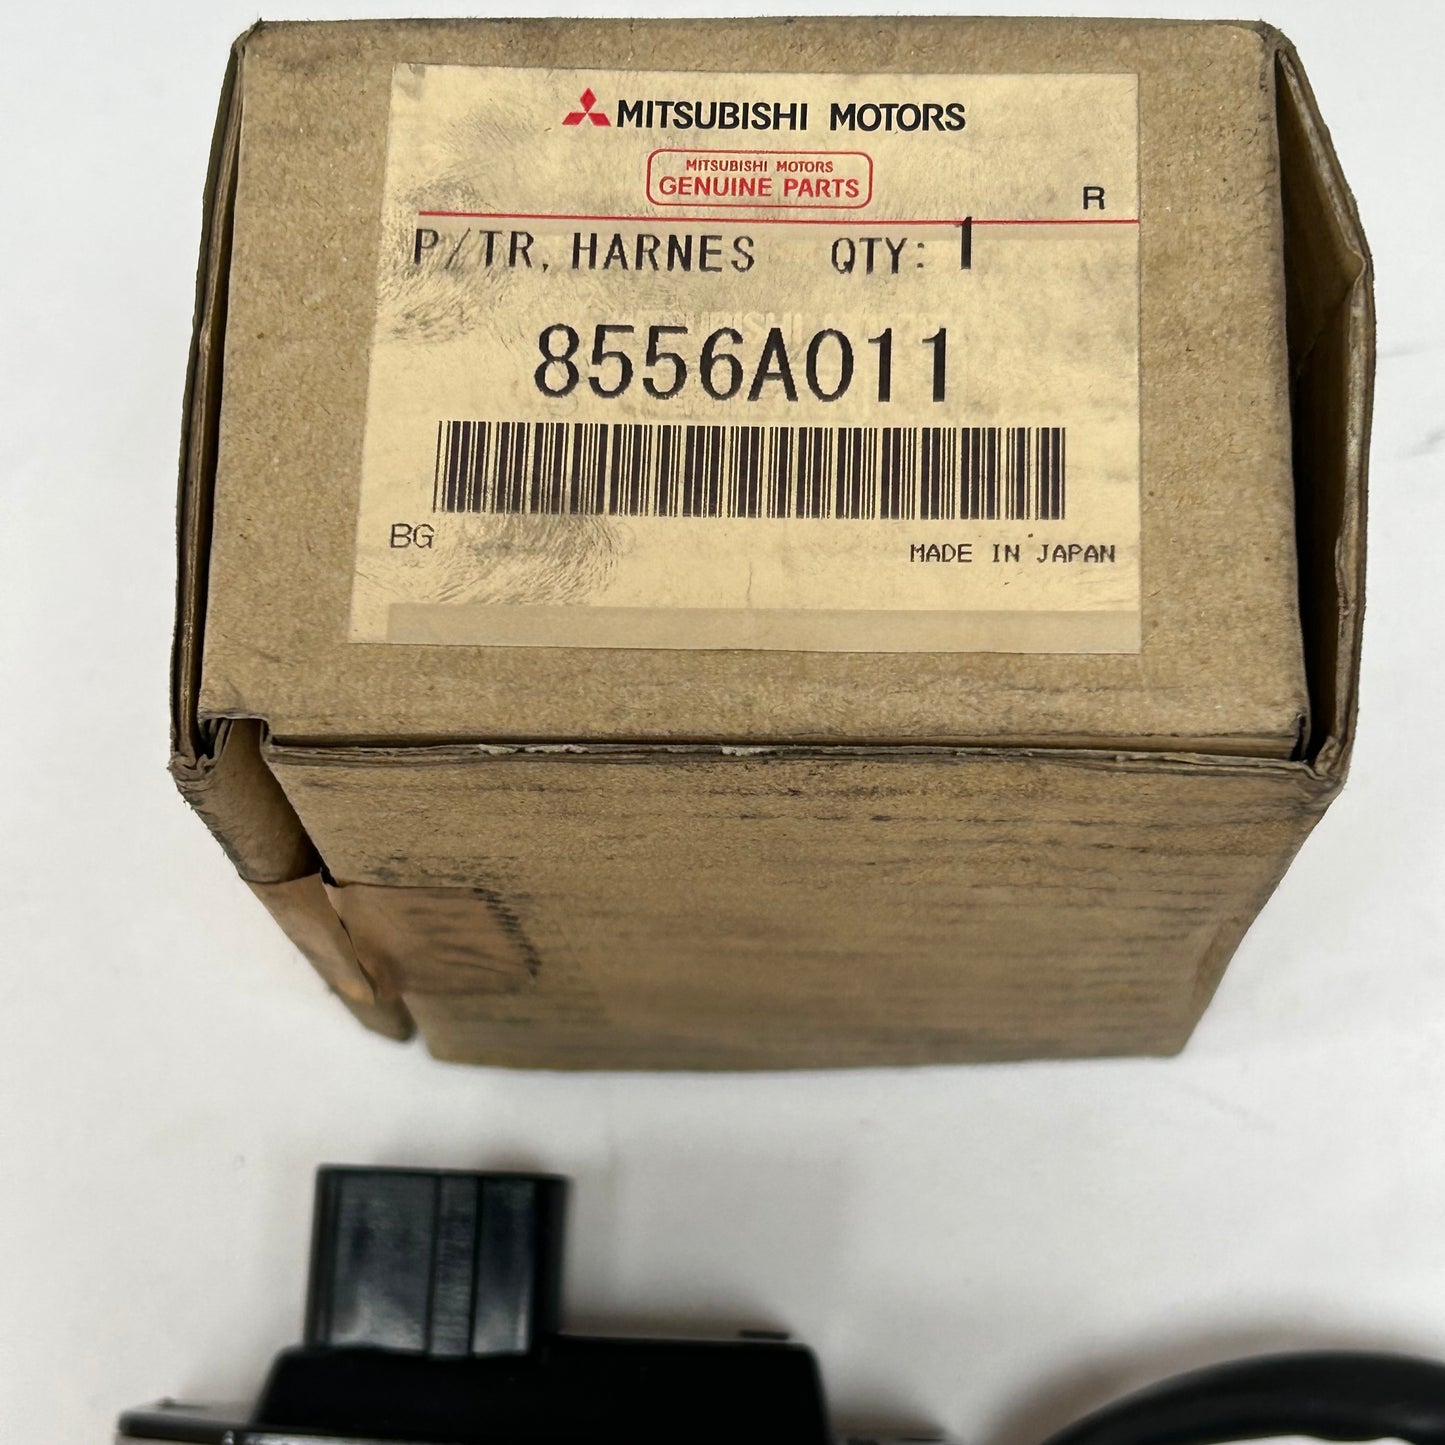 MITSUBISHI MOTORS
MITSUBISHI MOTORS
GENUINE PARTS
R
P/TR, HARNES QTY: 1
8556A011
BG
MADE IN JAPAN